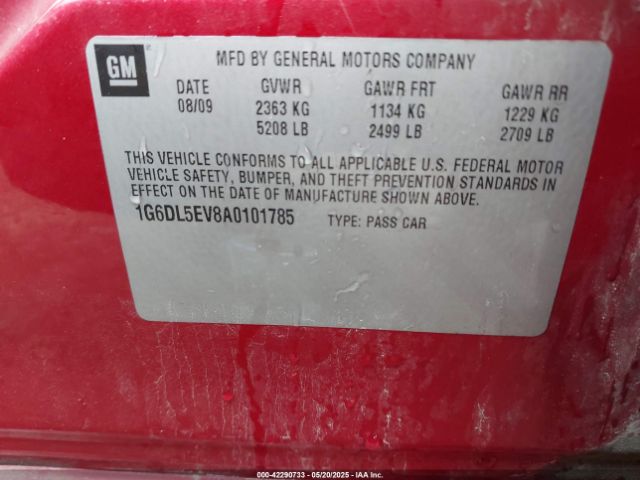 GM
MFD BY GENERAL MOTORS COMPANY
DATE GVWR GAWR FRT GAWR RR
08/09 2363 KG 1134 KG 1229 KG
5208 LB 2499 LB 2709 LB
THIS VEHICLE CONFORMS TO ALL APPLICABLE U.S. FEDERAL MOTOR
VEHICLE SAFETY, BUMPER, AND THEFT PREVENTION STANDARDS IN
EFFECT ON THE DATE OF MANUFACTURE SHOWN ABOVE.
1G6DL5EV8A0101785 TYPE: PASS CAR
000-42290733 - 05/20/2025 - © IAA Inc.